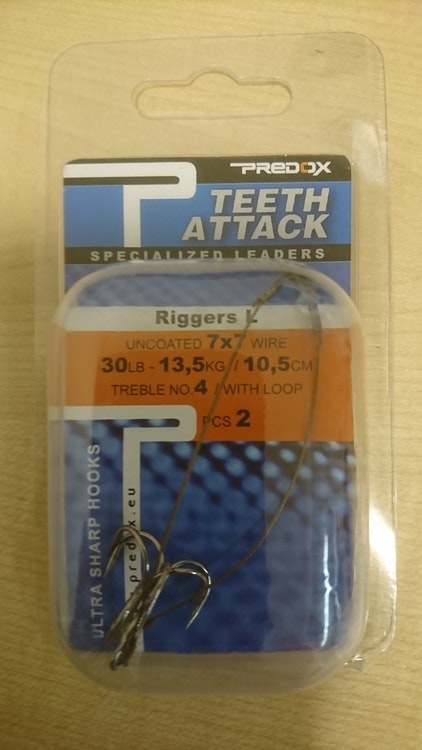 PREDOX
TEETH
ATTACK
SPECIALIZED LEADERS
Riggers L
UNCOATED 7x7 WIRE
30LB - 13,5KG / 10,5CM
TREBLE NO.4 / WITH LOOP
PCS 2
ULTRA SHARP HOOKS
.predox.eu